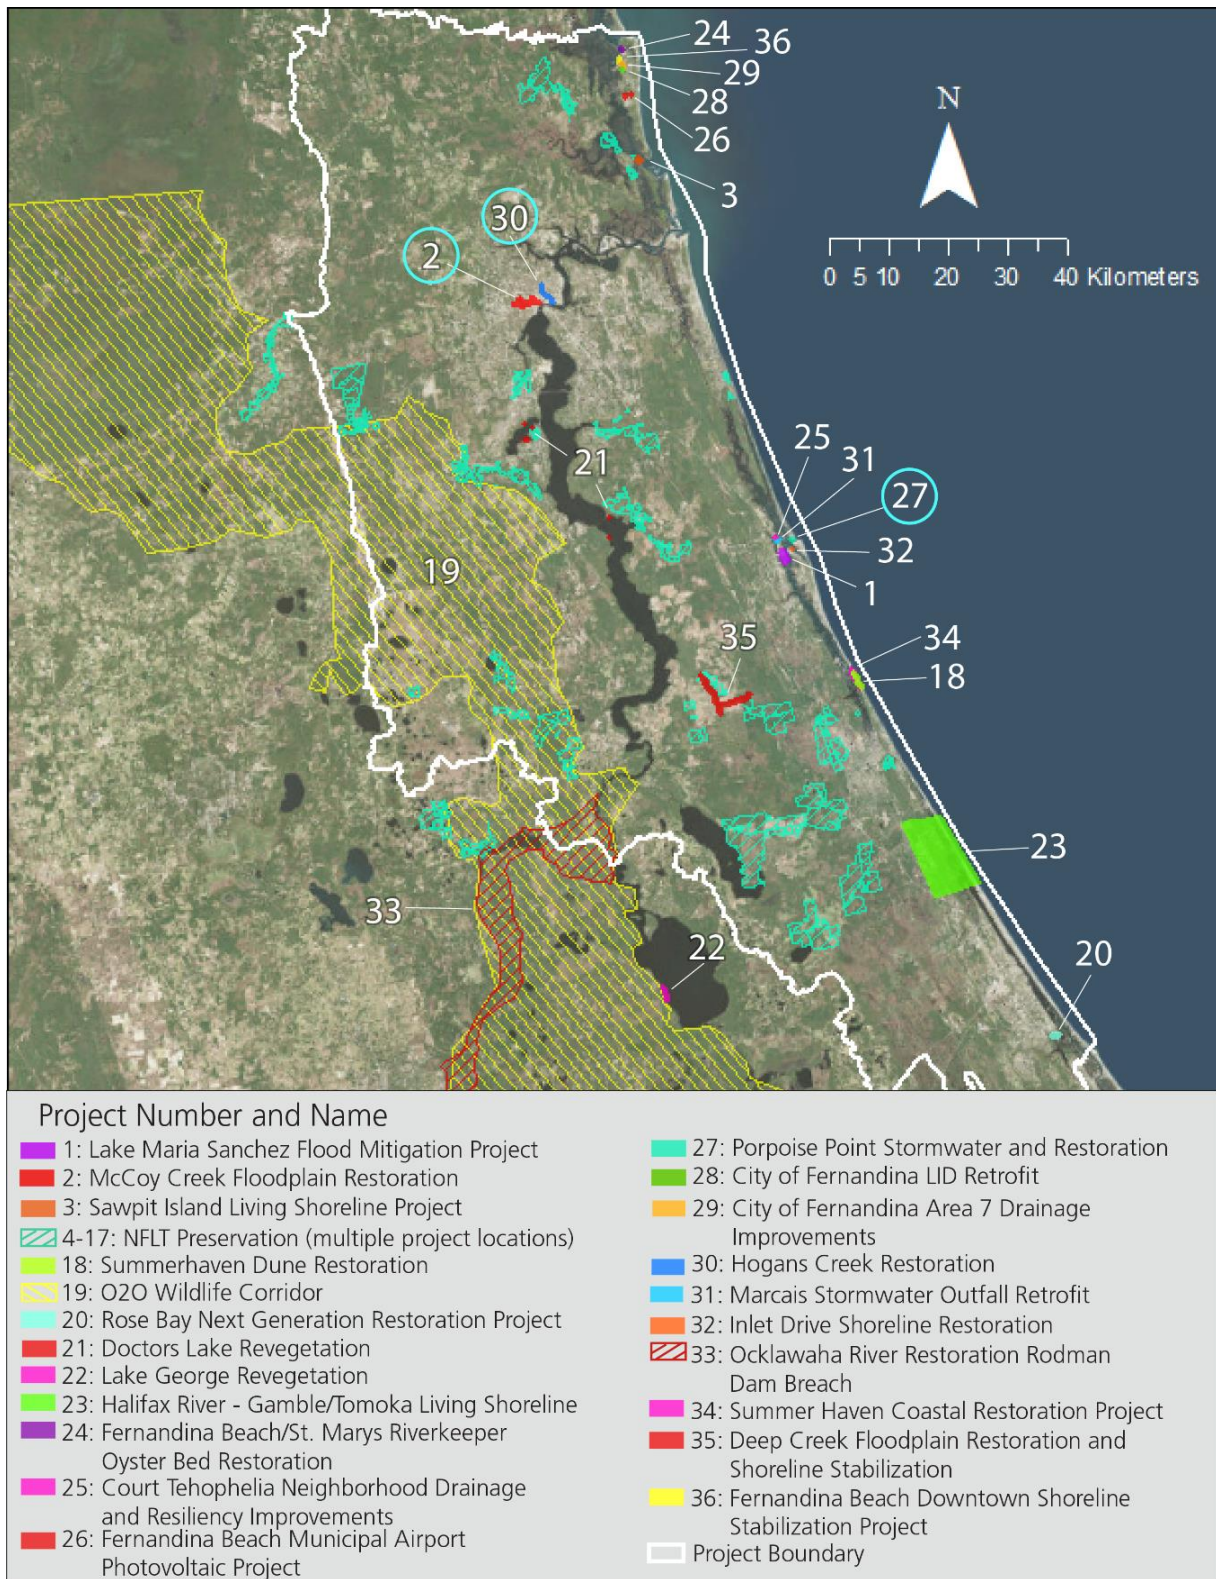 24
36
29
28
26
3
N
0 5 10 20 30 40 Kilometers
30
2
21
25
31
27
32
1
19
35
34
18
23
33
22
20
Project Number and Name
1: Lake Maria Sanchez Flood Mitigation Project
2: McCoy Creek Floodplain Restoration
3: Sawpit Island Living Shoreline Project
4-17: NFLT Preservation (multiple project locations)
18: Summerhaven Dune Restoration
19: O2O Wildlife Corridor
20: Rose Bay Next Generation Restoration Project
21: Doctors Lake Revegetation
22: Lake George Revegetation
23: Halifax River - Gamble/Tomoka Living Shoreline
24: Fernandina Beach/St. Marys Riverkeeper
Oyster Bed Restoration
25: Court Tehophelia Neighborhood Drainage
and Resiliency Improvements
26: Fernandina Beach Municipal Airport
Photovoltaic Project
27: Porpoise Point Stormwater and Restoration
28: City of Fernandina LID Retrofit
29: City of Fernandina Area 7 Drainage
Improvements
30: Hogans Creek Restoration
31: Marcais Stormwater Outfall Retrofit
32: Inlet Drive Shoreline Restoration
33: Ocklawaha River Restoration Rodman
Dam Breach
34: Summer Haven Coastal Restoration Project
35: Deep Creek Floodplain Restoration and
Shoreline Stabilization
36: Fernandina Beach Downtown Shoreline
Stabilization Project
Project Boundary